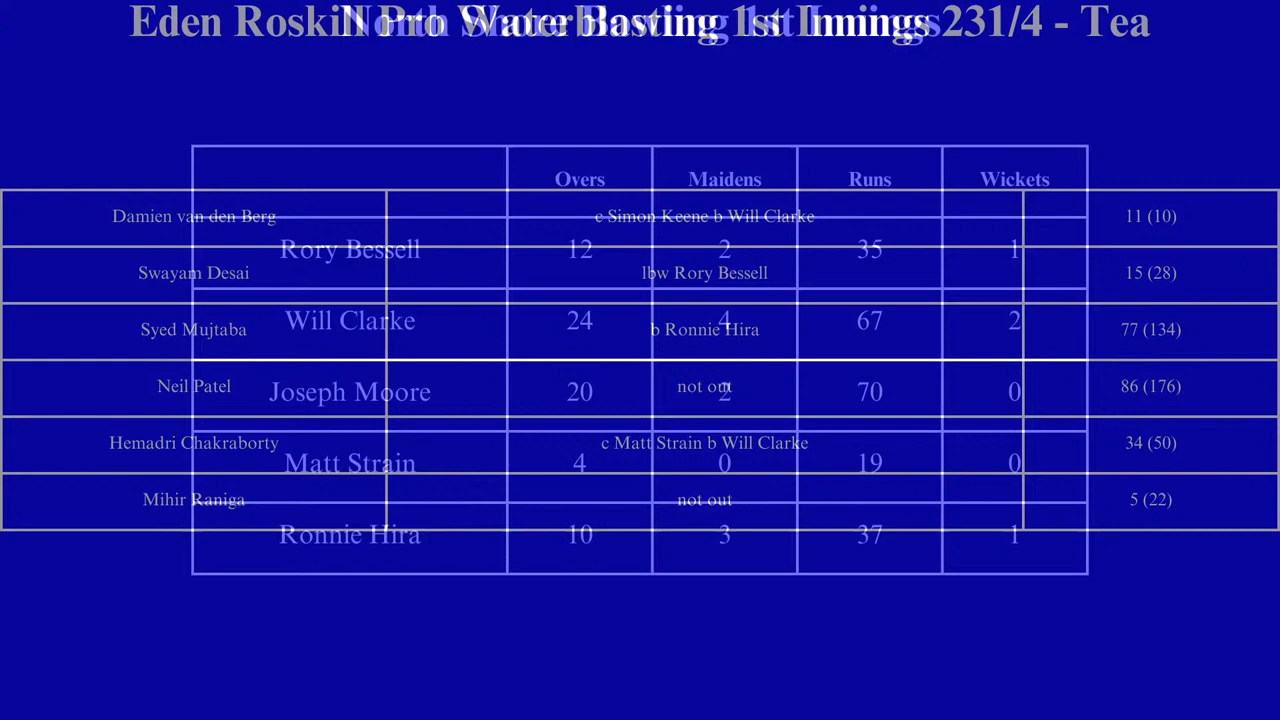 Eden Roskill Pro Waterblasting 1st Innings 231/4 - Tea
North Shore Bowling 1st Innings
Damien van den Berg c Simon Keene b Will Clarke 11 (10)
Swayam Desai lbw Rory Bessell 15 (28)
Syed Mujtaba b Ronnie Hira 77 (134)
Neil Patel not out 86 (176)
Hemadri Chakraborty c Matt Strain b Will Clarke 34 (50)
Mihir Raniga not out 5 (22)
Overs Maidens Runs Wickets
Rory Bessell 12 2 35 1
Will Clarke 24 4 67 2
Joseph Moore 20 2 70 0
Matt Strain 4 0 19 0
Ronnie Hira 10 3 37 1